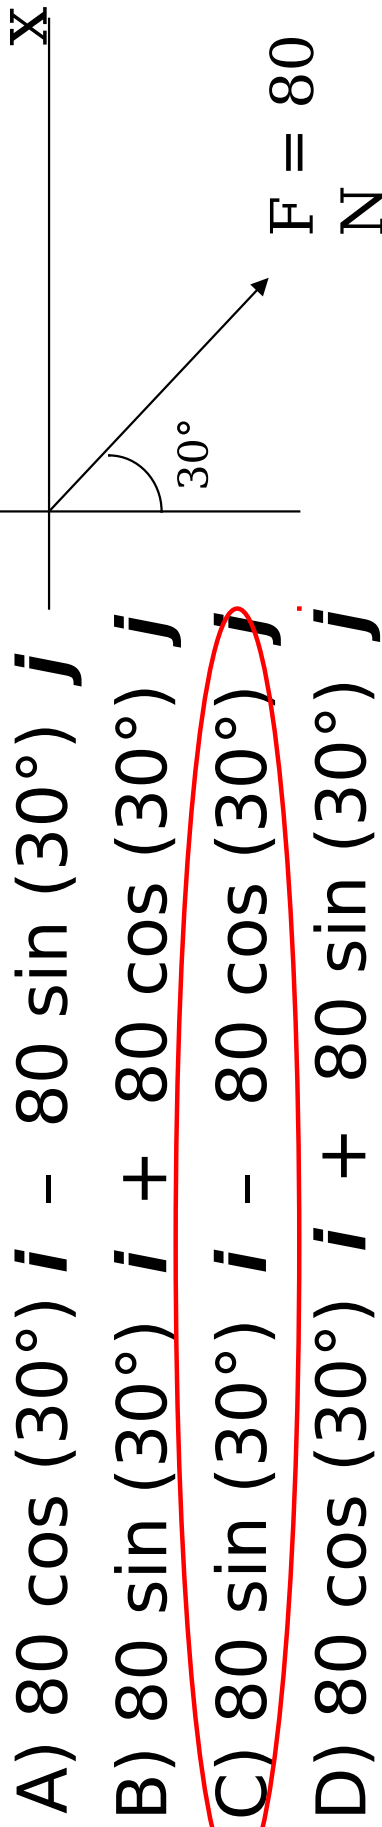 x
30°
F = 80
N
A) 80 cos (30°) i – 80 sin (30°) j
B) 80 sin (30°) i + 80 cos (30°) j
C) 80 sin (30°) i – 80 cos (30°) j
D) 80 cos (30°) i + 80 sin (30°) j